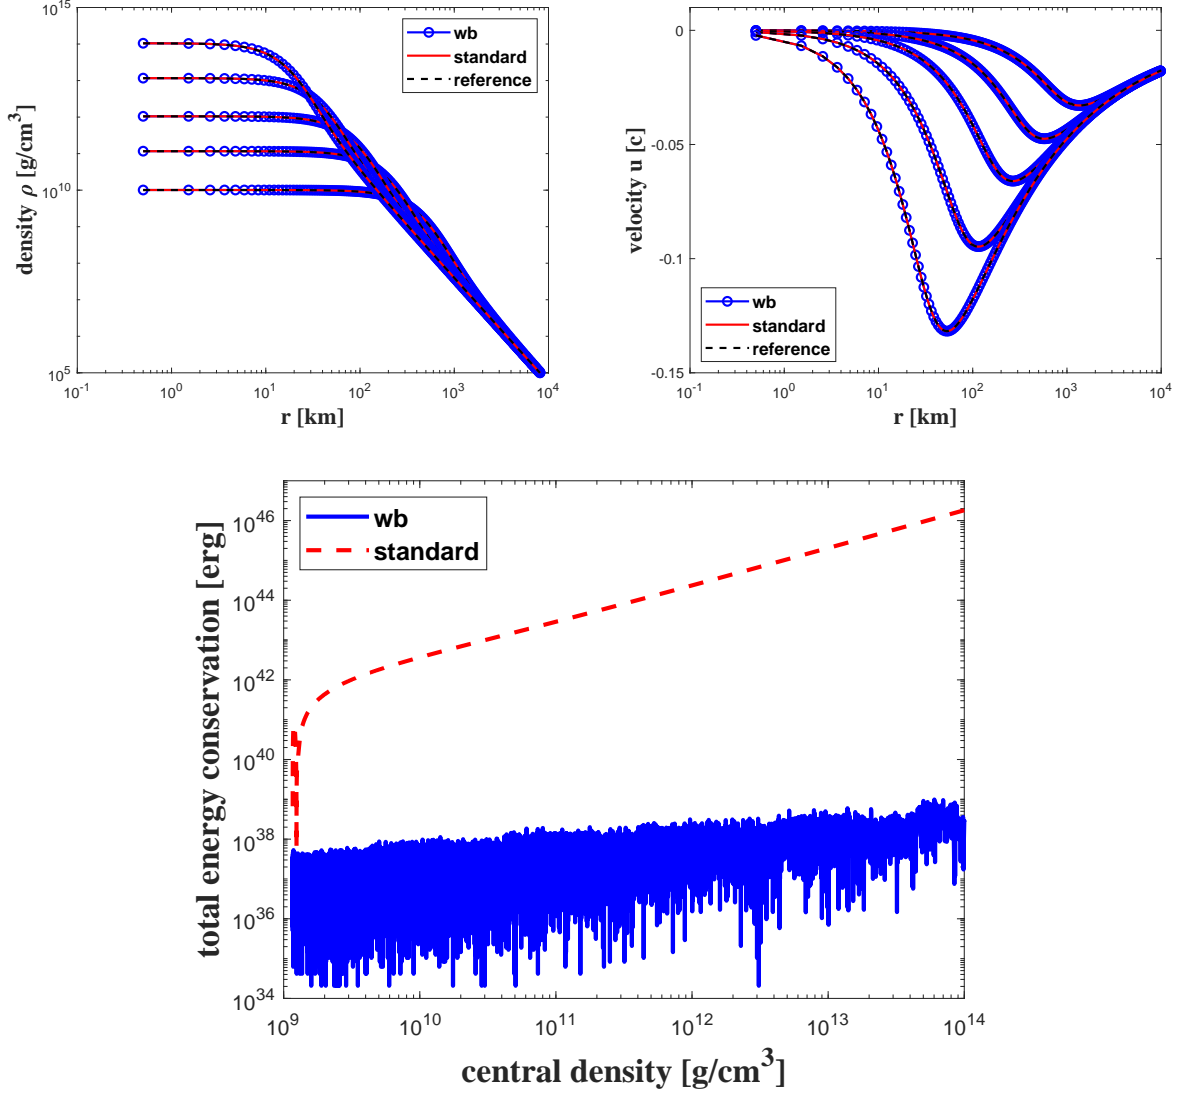 10^15
10^10
10^5
density ρ [g/cm^3]
wb
standard
reference
10^-1 10^0 10^1 10^2 10^3 10^4
r [km]
0
-0.05
-0.1
-0.15
velocity u [c]
wb
standard
reference
10^-1 10^0 10^1 10^2 10^3 10^4
r [km]
10^46
10^44
10^42
10^40
10^38
10^36
10^34
total energy conservation [erg]
wb
standard
10^9 10^10 10^11 10^12 10^13 10^14
central density [g/cm^3]